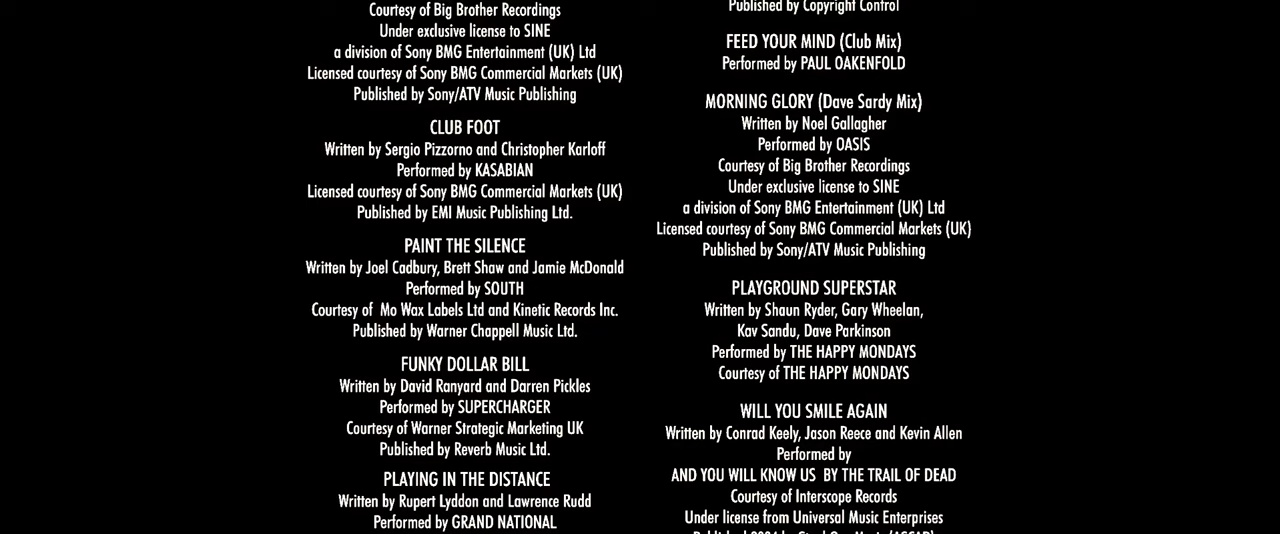 Courtesy of Big Brother Recordings
Under exclusive license to SINE
a division of Sony BMG Entertainment (UK) Ltd
Licensed courtesy of Sony BMG Commercial Markets (UK)
Published by Sony/ATV Music Publishing
CLUB FOOT
Written by Sergio Pizzorno and Christopher Karloff
Performed by KASABIAN
Licensed courtesy of Sony BMG Commercial Markets (UK)
Published by EMI Music Publishing Ltd.
PAINT THE SILENCE
Written by Joel Cadbury, Brett Shaw and Jamie McDonald
Performed by SOUTH
Courtesy of Mo Wax Labels Ltd and Kinetic Records Inc.
Published by Warner Chappell Music Ltd.
FUNKY DOLLAR BILL
Written by David Ranyard and Darren Pickles
Performed by SUPERCHARGER
Courtesy of Warner Strategic Marketing UK
Published by Reverb Music Ltd.
PLAYING IN THE DISTANCE
Written by Rupert Lyddon and Lawrence Rudd
Performed by GRAND NATIONAL
Published by Copyright Control
FEED YOUR MIND (Club Mix)
Performed by PAUL OAKENFOLD
MORNING GLORY (Dave Sardy Mix)
Written by Noel Gallagher
Performed by OASIS
Courtesy of Big Brother Recordings
Under exclusive license to SINE
a division of Sony BMG Entertainment (UK) Ltd
Licensed courtesy of Sony BMG Commercial Markets (UK)
Published by Sony/ATV Music Publishing
PLAYGROUND SUPERSTAR
Written by Shaun Ryder, Gary Wheelan,
Kav Sandu, Dave Parkinson
Performed by THE HAPPY MONDAYS
Courtesy of THE HAPPY MONDAYS
WILL YOU SMILE AGAIN
Written by Conrad Keely, Jason Reece and Kevin Allen
Performed by
AND YOU WILL KNOW US BY THE TRAIL OF DEAD
Courtesy of Interscope Records
Under license from Universal Music Enterprises